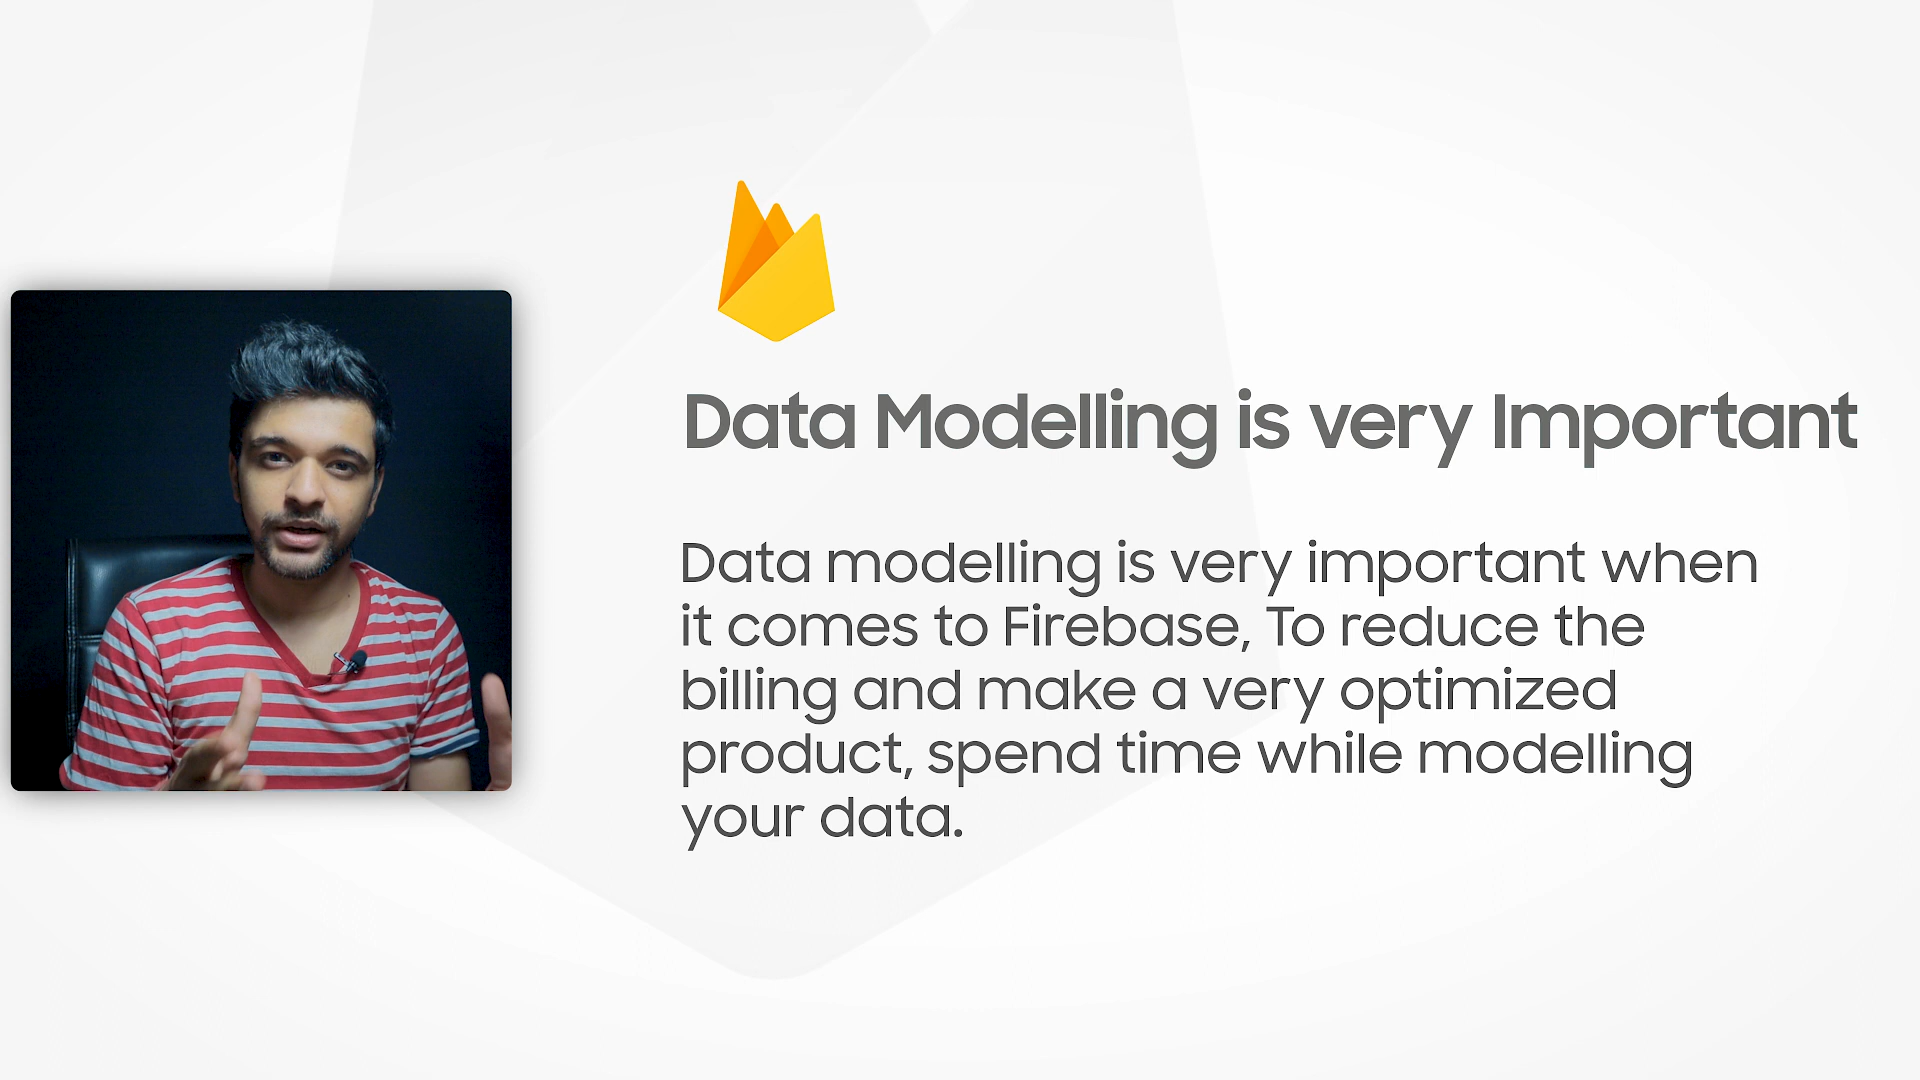 Data Modelling is very Important
Data modelling is very important when
it comes to Firebase, To reduce the
billing and make a very optimized
product, spend time while modelling
your data.